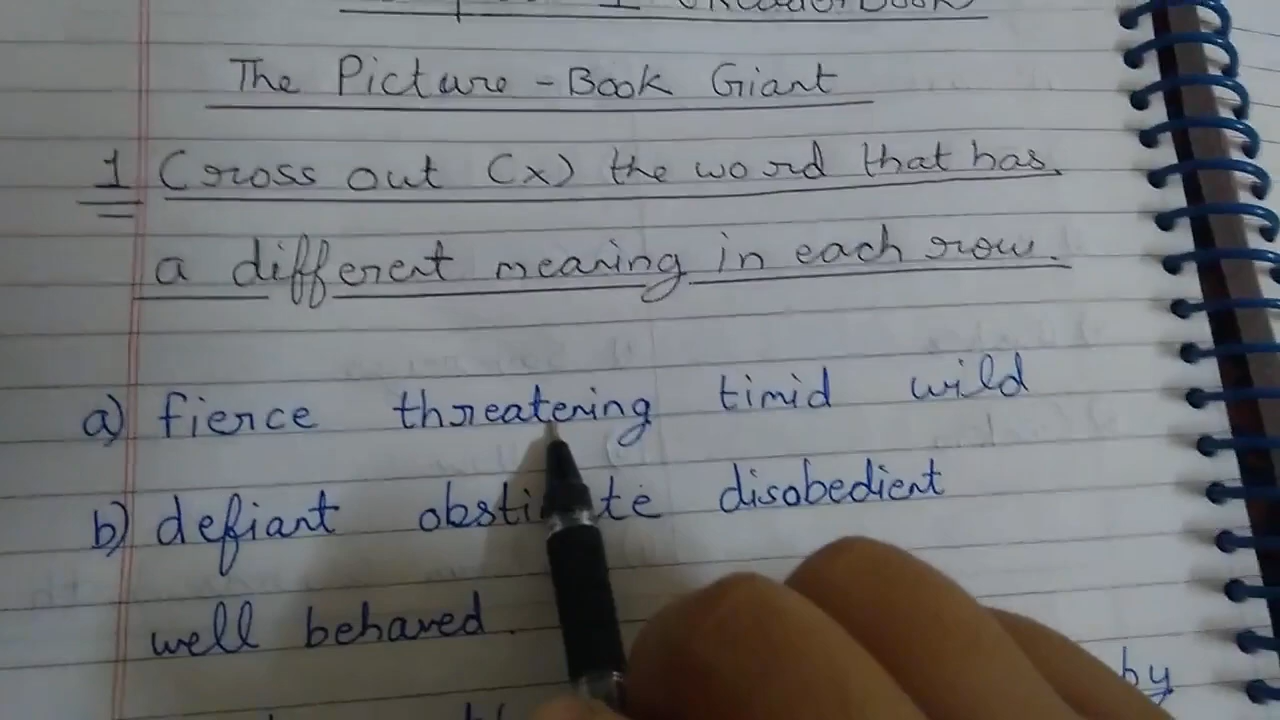 The Picture - Book Giant
1 Cross out (x) the word that has
a different meaning in each row.
a) fierce threatening timid wild
b) defiant disobedient
well behaved.
by